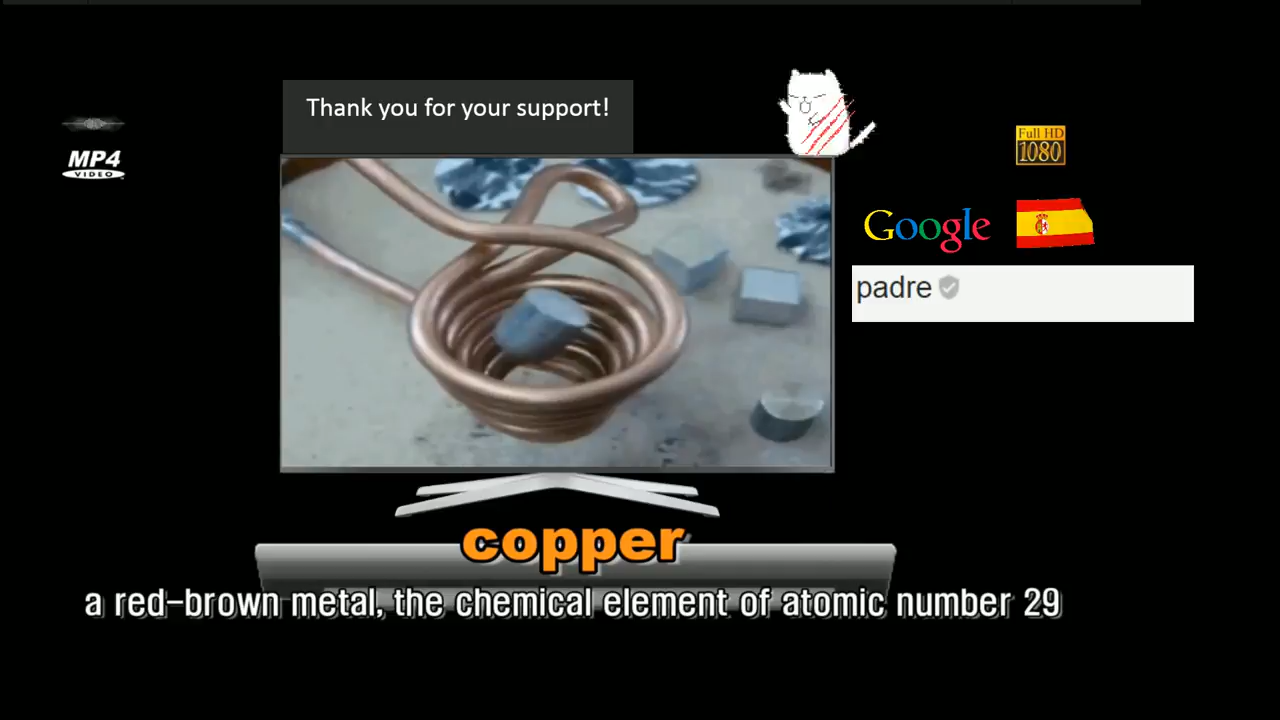 Thank you for your support!
MP4
VIDEO
Full HD
1080
Google
padre
copper
a red-brown metal, the chemical element of atomic number 29